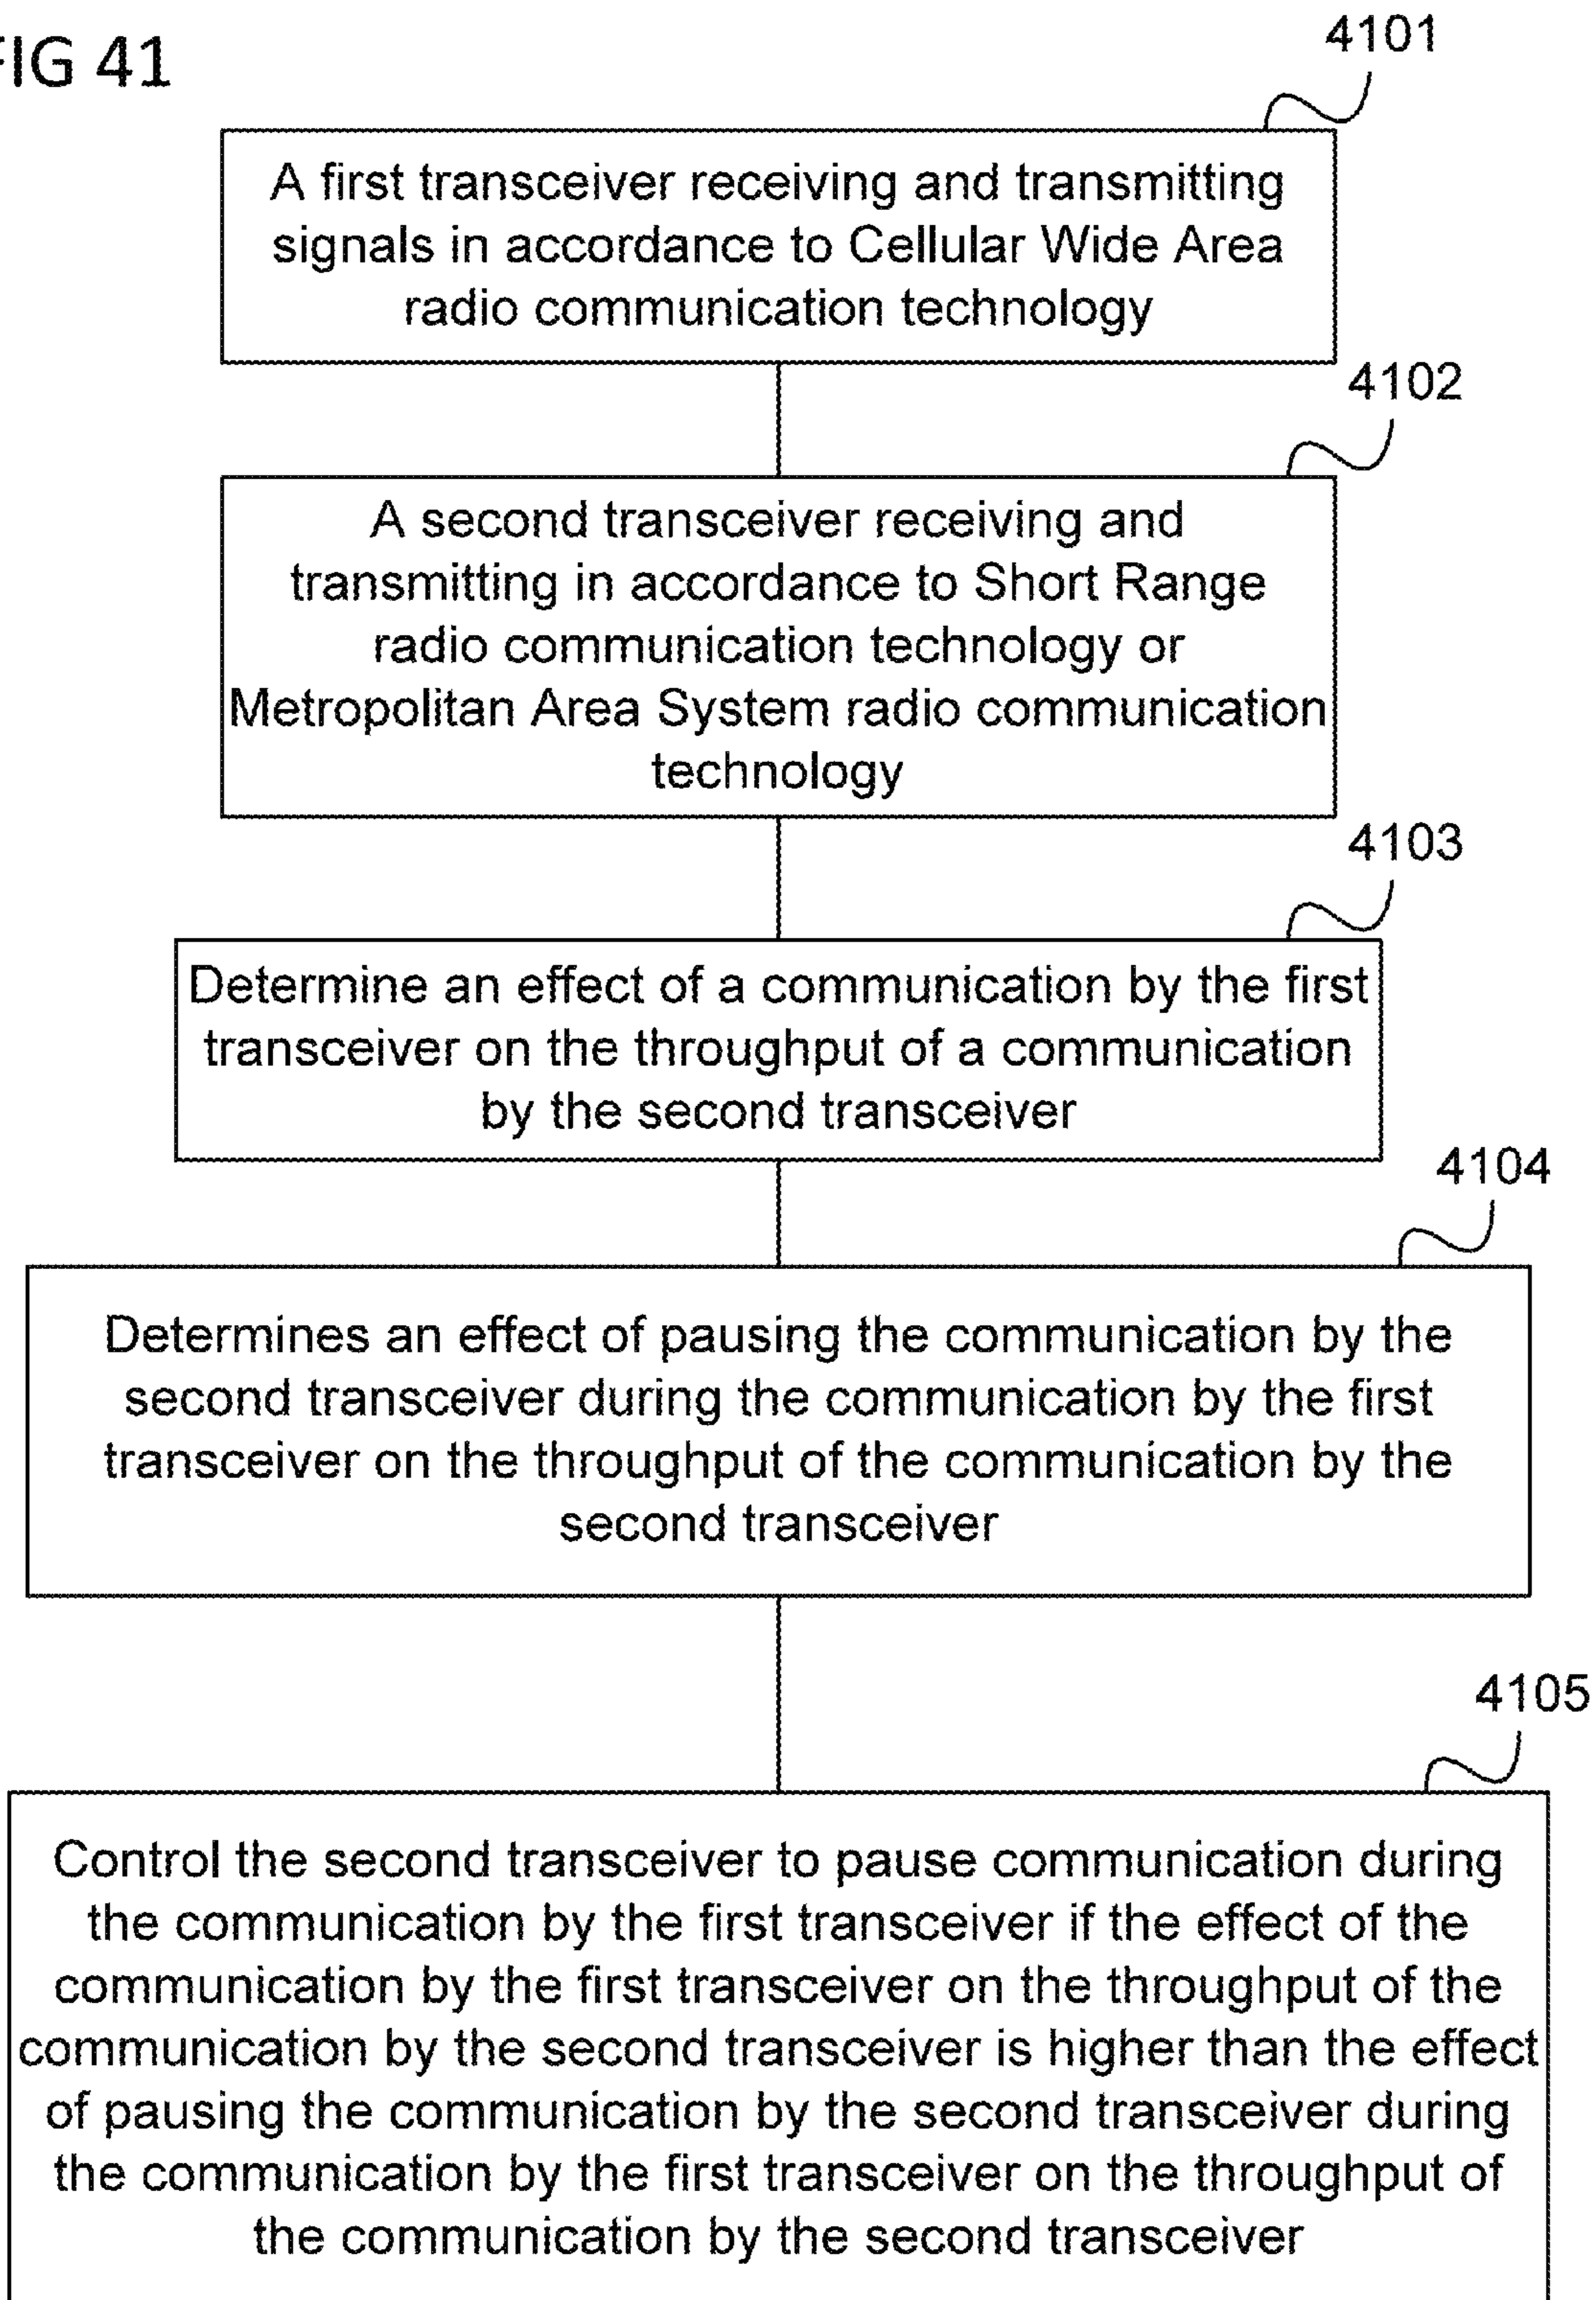 FIG 41
4101
A first transceiver receiving and transmitting
signals in accordance to Cellular Wide Area
radio communication technology
4102
A second transceiver receiving and
transmitting in accordance to Short Range
radio communication technology or
Metropolitan Area System radio communication
technology
4103
Determine an effect of a communication by the first
transceiver on the throughput of a communication
by the second transceiver
4104
Determines an effect of pausing the communication by the
second transceiver during the communication by the first
transceiver on the throughput of the communication by the
second transceiver
4105
Control the second transceiver to pause communication during
the communication by the first transceiver if the effect of the
communication by the first transceiver on the throughput of the
communication by the second transceiver is higher than the effect
of pausing the communication by the second transceiver during
the communication by the first transceiver on the throughput of
the communication by the second transceiver